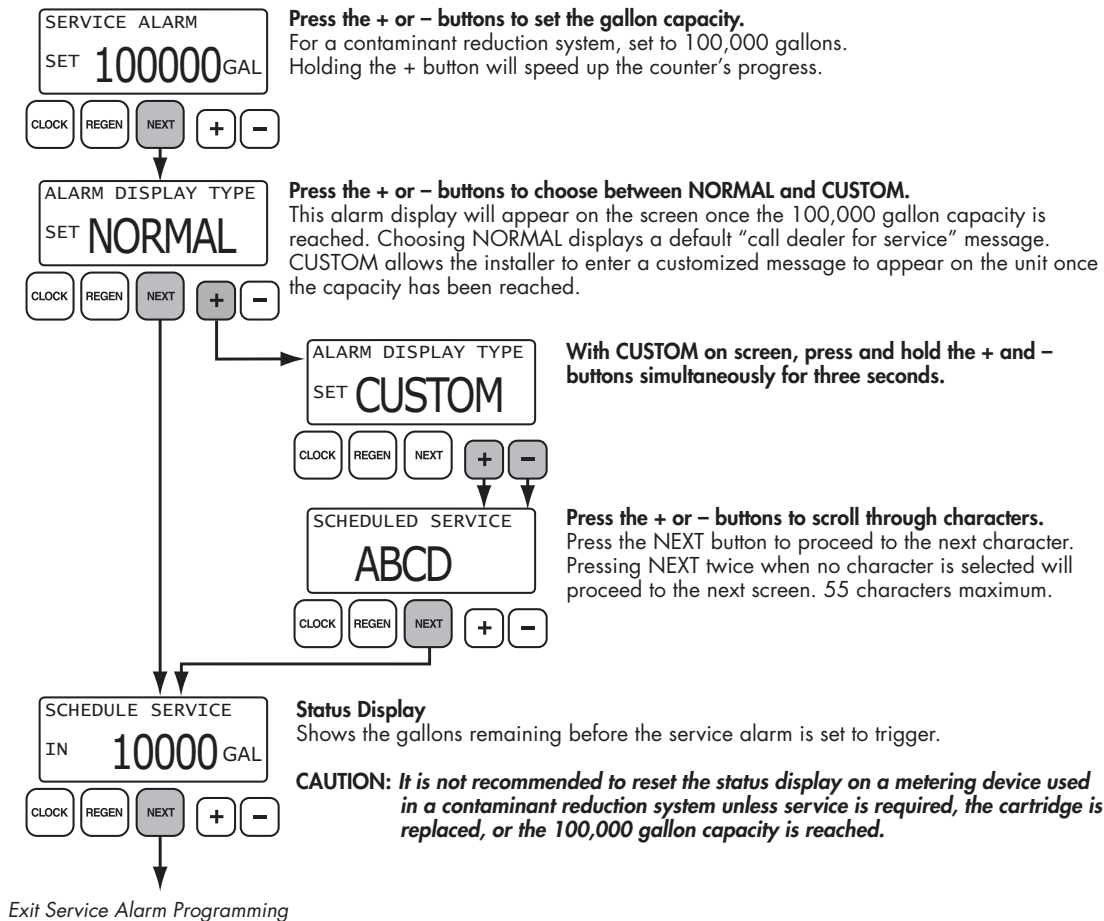 SERVICE ALARM
SET 100000 GAL
CLOCK REGEN NEXT + –
Press the + or – buttons to set the gallon capacity.
For a contaminant reduction system, set to 100,000 gallons.
Holding the + button will speed up the counter's progress.
ALARM DISPLAY TYPE
SET NORMAL
CLOCK REGEN NEXT + –
Press the + or – buttons to choose between NORMAL and CUSTOM.
This alarm display will appear on the screen once the 100,000 gallon capacity is
reached. Choosing NORMAL displays a default “call dealer for service” message.
CUSTOM allows the installer to enter a customized message to appear on the unit once
the capacity has been reached.
ALARM DISPLAY TYPE
SET CUSTOM
CLOCK REGEN NEXT + –
With CUSTOM on screen, press and hold the + and –
buttons simultaneously for three seconds.
SCHEDULED SERVICE
ABCD
CLOCK REGEN NEXT + –
Press the + or – buttons to scroll through characters.
Press the NEXT button to proceed to the next character.
Pressing NEXT twice when no character is selected will
proceed to the next screen. 55 characters maximum.
SCHEDULE SERVICE
IN 10000 GAL
CLOCK REGEN NEXT + –
Status Display
Shows the gallons remaining before the service alarm is set to trigger.
CAUTION: It is not recommended to reset the status display on a metering device used
in a contaminant reduction system unless service is required, the cartridge is
replaced, or the 100,000 gallon capacity is reached.
Exit Service Alarm Programming